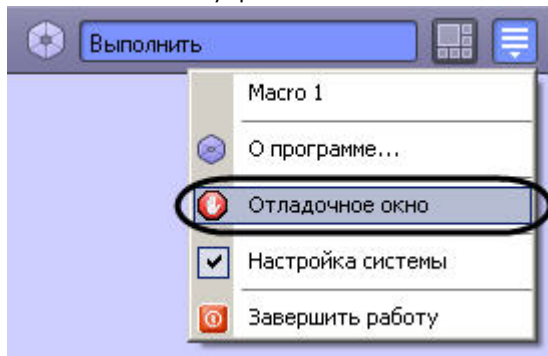 Выполнить
Macro 1
О программе...
Отладочное окно
Настройка системы
Завершить работу